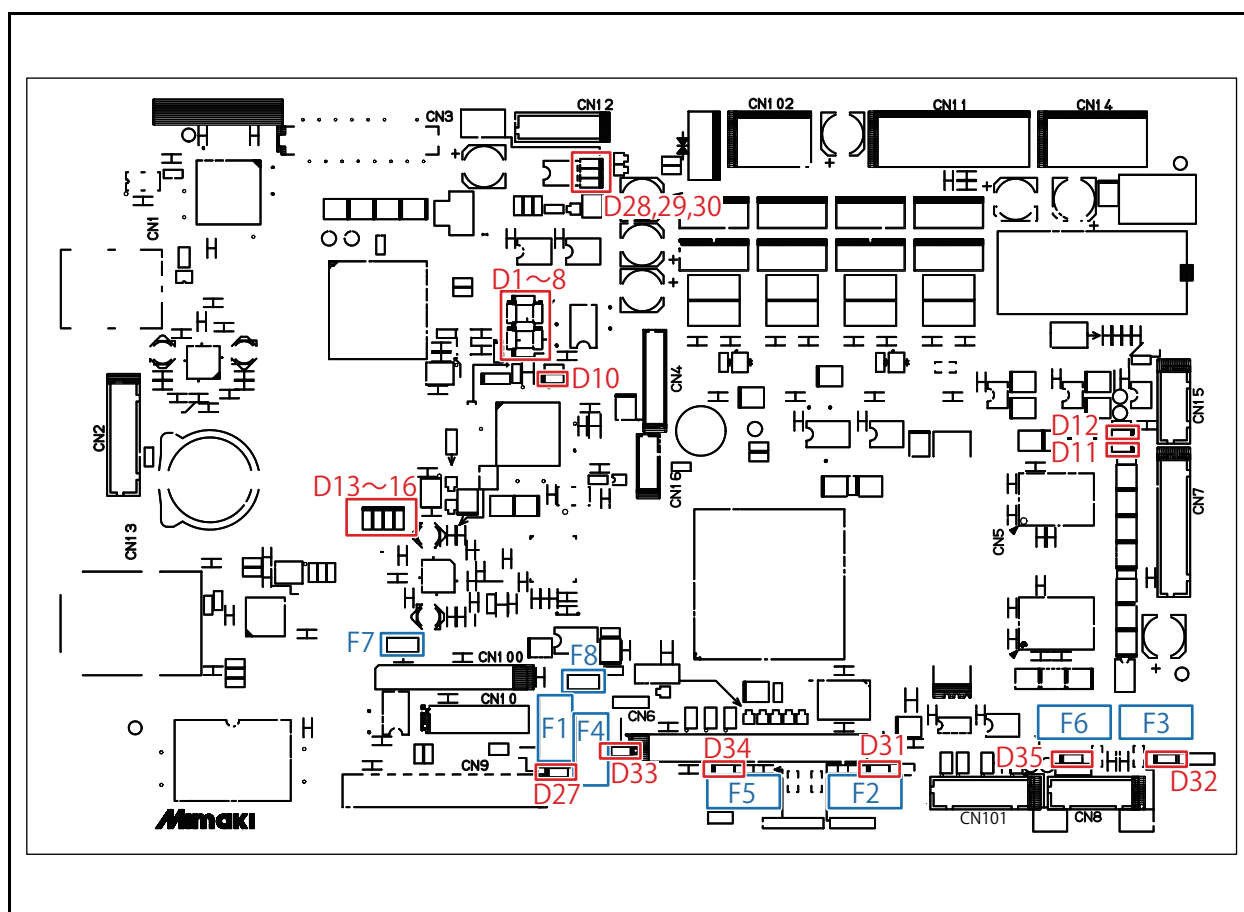 CN3
CN12
CN102
CN11
CN14
CN1
D28,29,30
D1～8
D10
CN4
CN2
D12
D11
CN15
CN16
CN7
D13～16
CN13
CN5
F7
CN100
F8
CN10
F1
F4
CN6
F6
F3
D33
D34
D31
D35
D32
CN9
D27
F5
F2
CN101
CN8
Mimaki